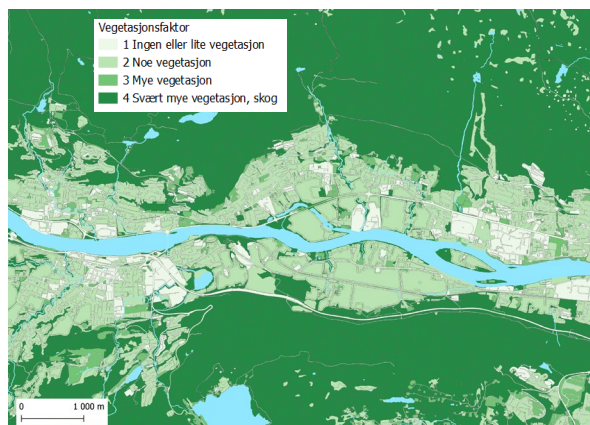 Vegetasjonsfaktor
1 Ingen eller lite vegetasjon
2 Noe vegetasjon
3 Mye vegetasjon
4 Svært mye vegetasjon, skog
0 1 000 m